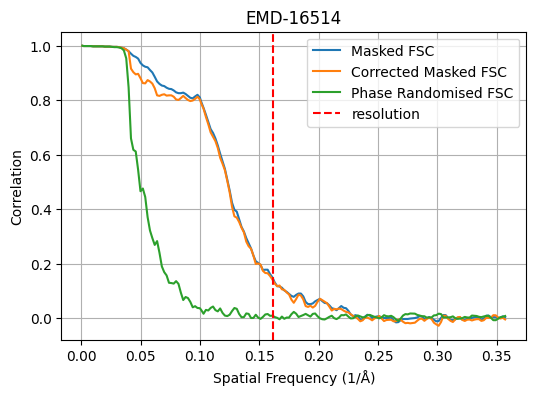 EMD-16514
Masked FSC
Corrected Masked FSC
Phase Randomised FSC
resolution
Correlation
1.0
0.8
0.6
0.4
0.2
0.0
0.00 0.05 0.10 0.15 0.20 0.25 0.30 0.35
Spatial Frequency (1/Å)